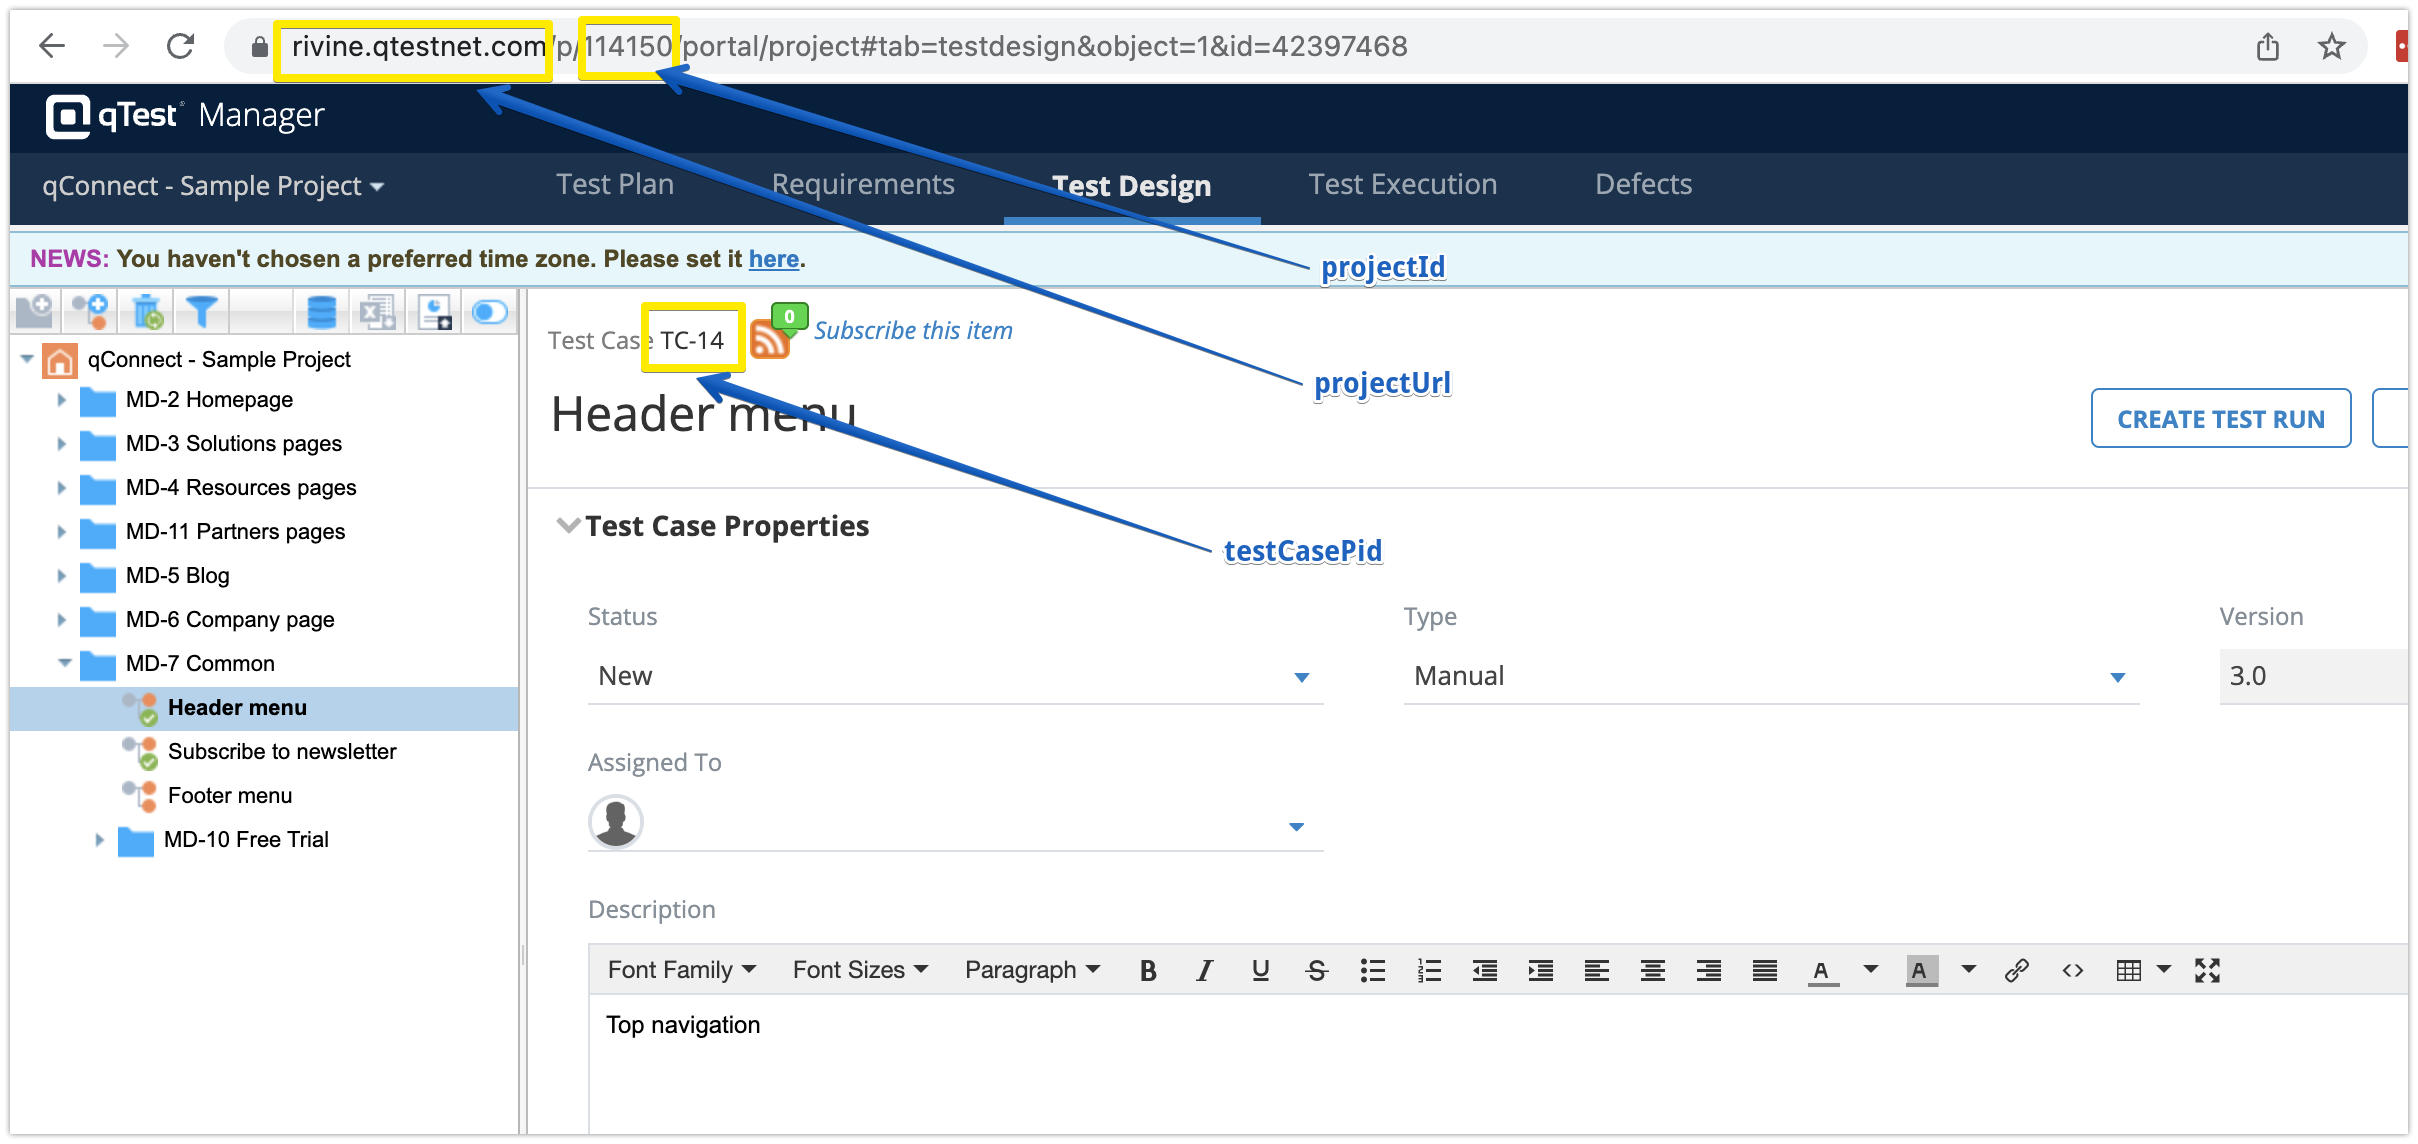 rivine.qtestnet.com/p/114150/portal/project#tab=testdesign&object=1&id=42397468
qTest Manager
qConnect - Sample Project
Test Plan
Requirements
Test Design
Test Execution
Defects
NEWS: You haven't chosen a preferred time zone. Please set it here.
projectId
Test Case TC-14
0
Subscribe this item
qConnect - Sample Project
MD-2 Homepage
MD-3 Solutions pages
MD-4 Resources pages
MD-11 Partners pages
MD-5 Blog
MD-6 Company page
MD-7 Common
Header menu
Subscribe to newsletter
Footer menu
MD-10 Free Trial
projectUrl
Header menu
CREATE TEST RUN
Test Case Properties
testCasePid
Status
Type
Version
New
Manual
3.0
Assigned To
Description
Font Family
Font Sizes
Paragraph
B I U S
A
A
Top navigation